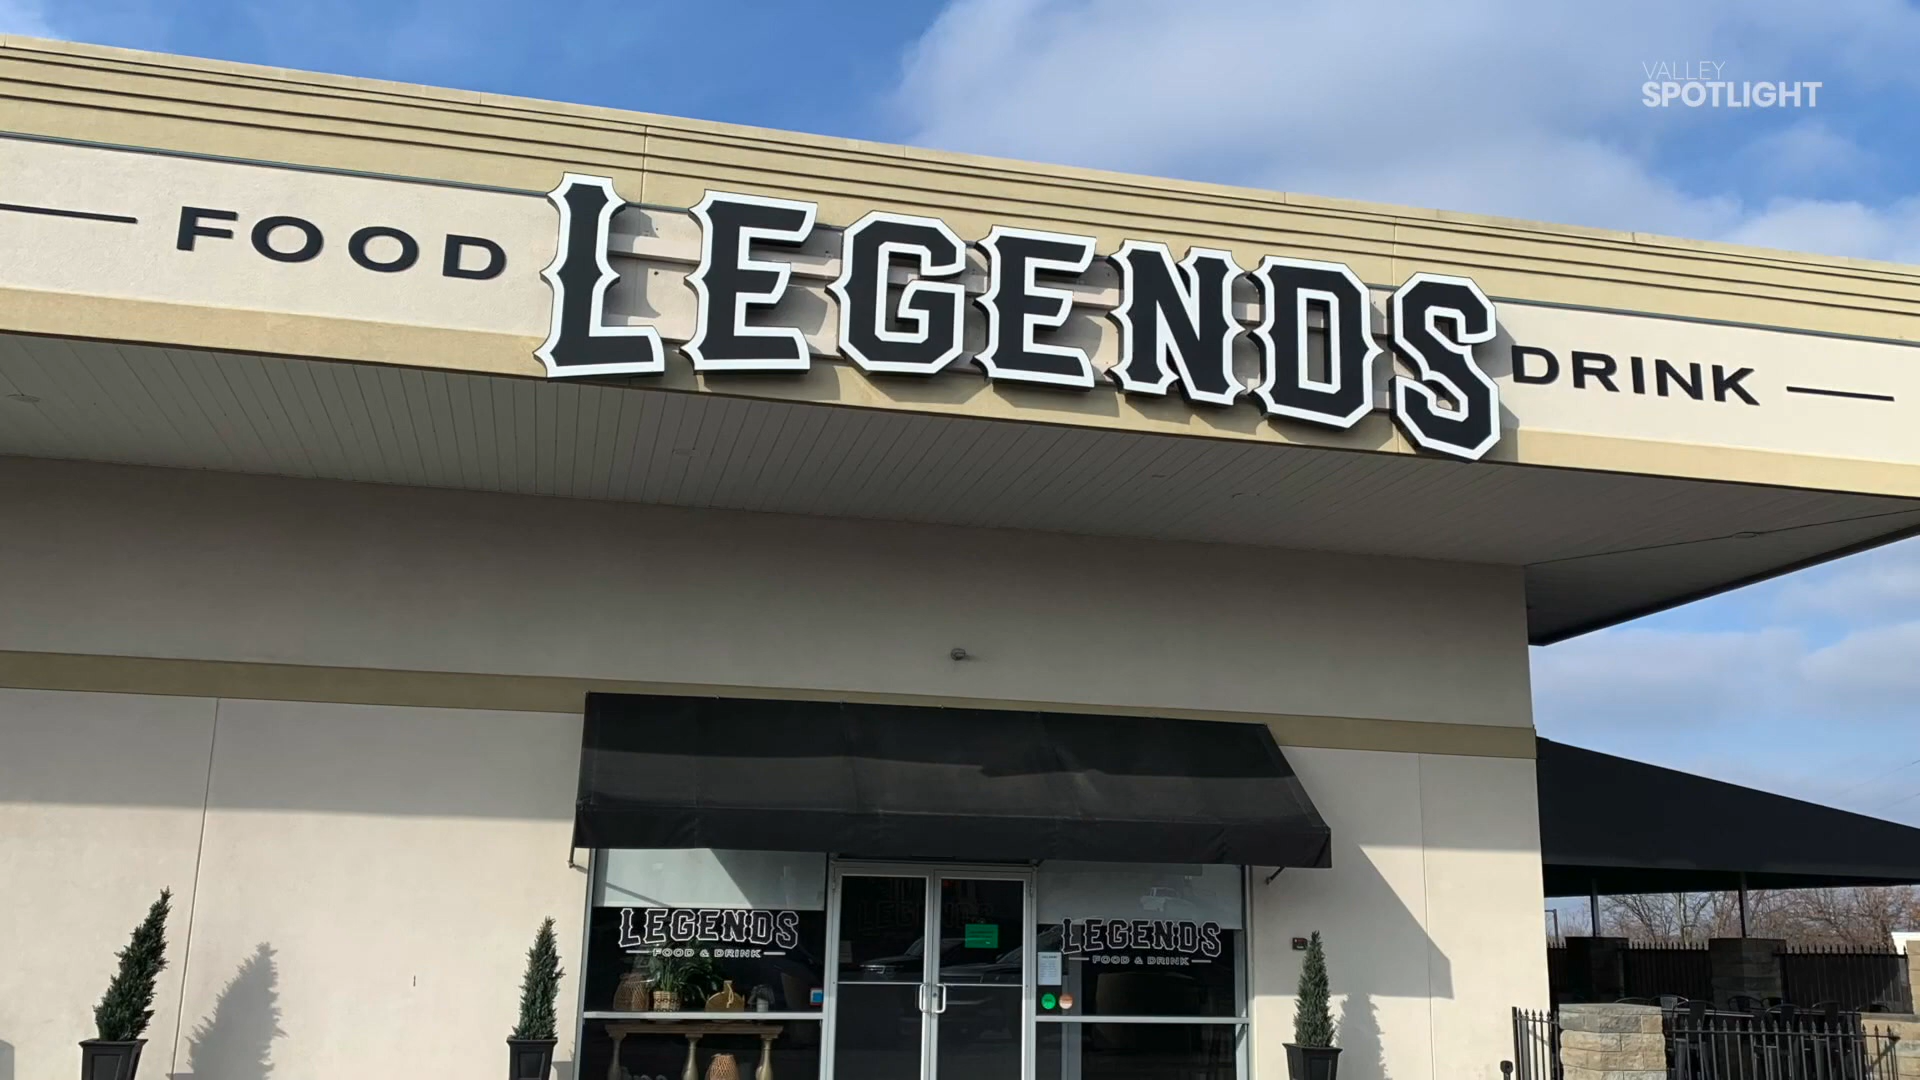 VALLEY
SPOTLIGHT
FOOD LEGENDS DRINK
LEGENDS
FOOD & DRINK
LEGENDS
FOOD & DRINK